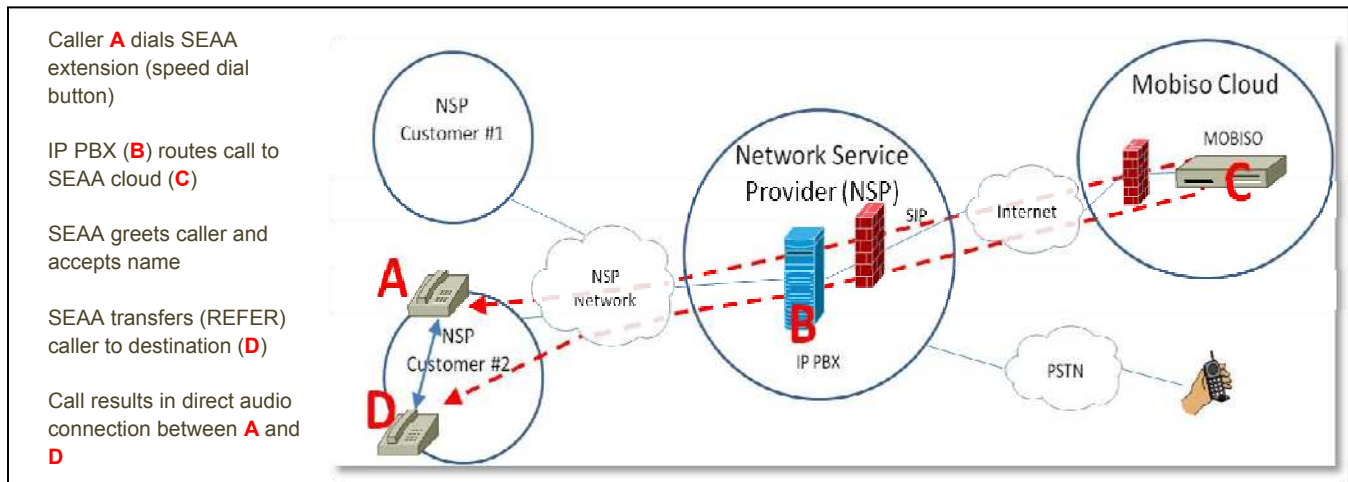 Caller A dials SEAA
extension (speed dial
button)
IP PBX (B) routes call to
SEAA cloud (C)
SEAA greets caller and
accepts name
SEAA transfers (REFER)
caller to destination (D)
Call results in direct audio
connection between A and
D
NSP
Customer #1
A
NSP
Customer #2
D
NSP
Network
Network Service
Provider (NSP)
B
IP PBX
SIP
Internet
Mobiso Cloud
MOBISO
C
PSTN